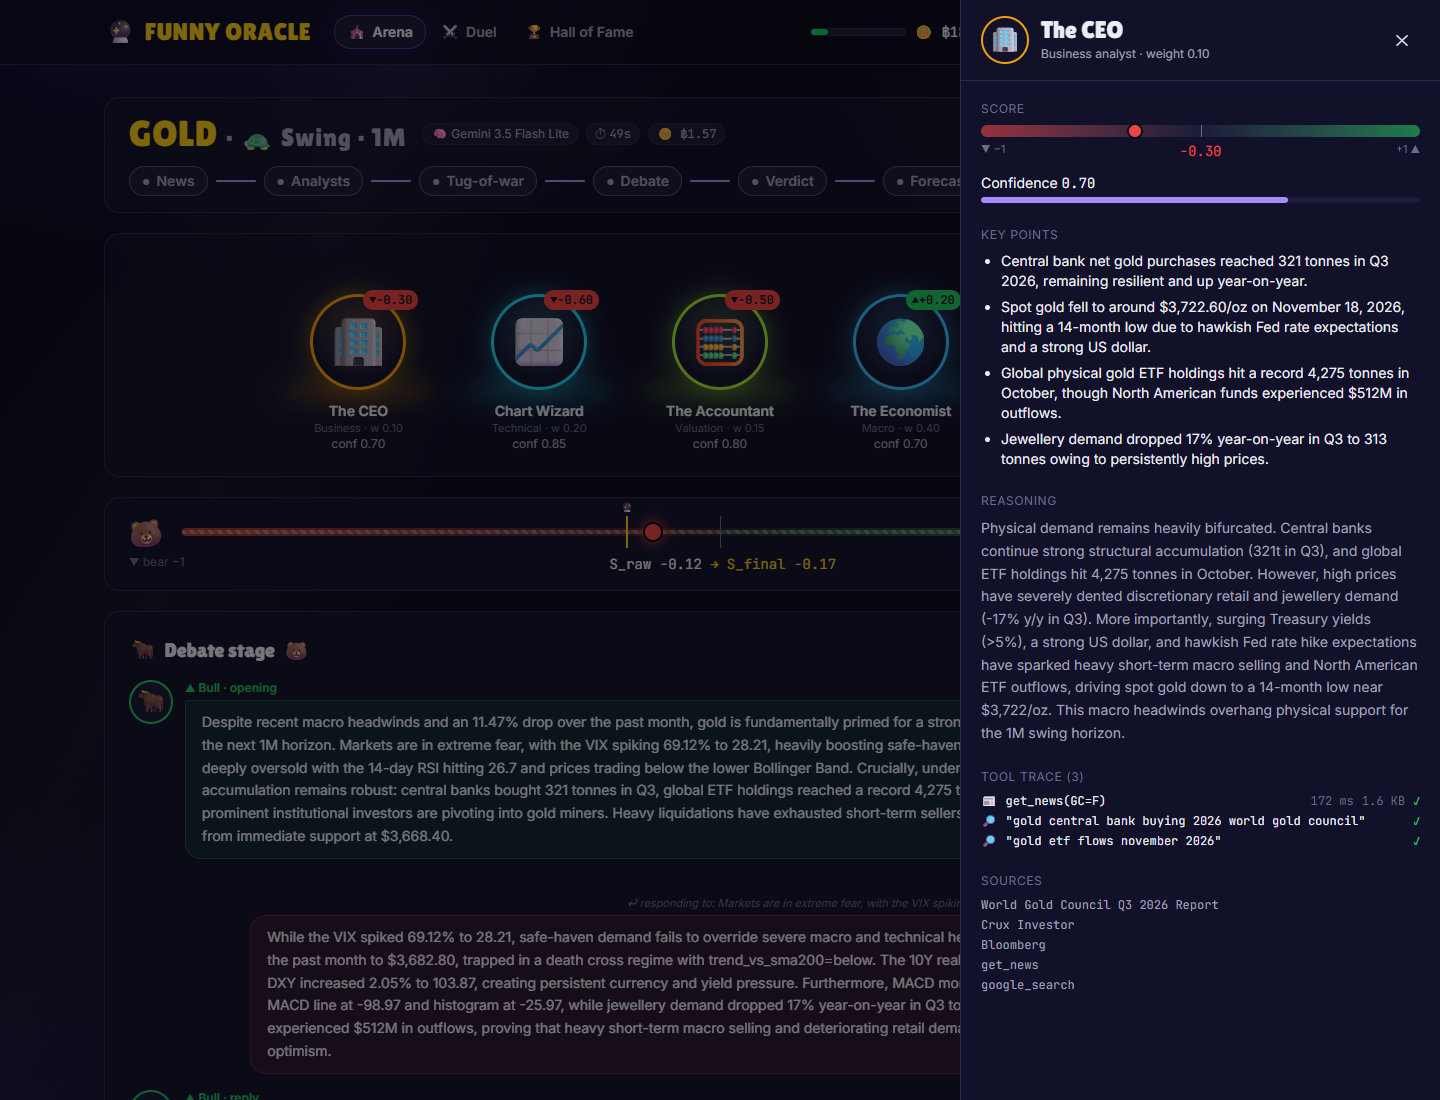 FUNNY ORACLE
Arena
Duel
Hall of Fame
GOLD · Swing · 1M
Gemini 3.5 Flash Lite
49s
฿1.57
News
Analysts
Tug-of-war
Debate
Verdict
-0.30
-0.60
-0.50
+0.20
The CEO
Chart Wizard
The Accountant
The Economist
Business · w 0.10
Technical · w 0.20
Valuation · w 0.15
Macro · w 0.40
conf 0.70
conf 0.85
conf 0.80
conf 0.70
▼ bear −1
S_raw -0.12 → S_final -0.17
Debate stage
▲ Bull · opening
Despite recent macro headwinds and an 11.47% drop over the past month, gold is fundamentally primed for a
the next 1M horizon. Markets are in extreme fear, with the VIX spiking 69.12% to 28.21, heavily boosting safe-haven
deeply oversold with the 14-day RSI hitting 26.7 and prices trading below the lower Bollinger Band. Crucially,
accumulation remains robust: central banks bought 321 tonnes in Q3, global ETF holdings reached a record 4,275
prominent institutional investors are pivoting into gold miners. Heavy liquidations have exhausted short-term sellers
from immediate support at $3,668.40.
↩ responding to: Markets are in extreme fear, with the VIX
While the VIX spiked 69.12% to 28.21, safe-haven demand fails to override severe macro and technical
the past month to $3,682.80, trapped in a death cross regime with trend_vs_sma200=below. The 10Y
DXY increased 2.05% to 103.87, creating persistent currency and yield pressure. Furthermore, MACD
MACD line at -98.97 and histogram at -25.97, while jewellery demand dropped 17% year-on-year in Q3 to
experienced $512M in outflows, proving that heavy short-term macro selling and deteriorating retail
optimism.
▲ Bull · reply
The CEO
Business analyst · weight 0.10
SCORE
▼ −1
-0.30
+1 ▲
Confidence 0.70
KEY POINTS
• Central bank net gold purchases reached 321 tonnes in Q3
2026, remaining resilient and up year-on-year.
• Spot gold fell to around $3,722.60/oz on November 18, 2026,
hitting a 14-month low due to hawkish Fed rate expectations
and a strong US dollar.
• Global physical gold ETF holdings hit a record 4,275 tonnes in
October, though North American funds experienced $512M in
outflows.
• Jewellery demand dropped 17% year-on-year in Q3 to 313
tonnes owing to persistently high prices.
REASONING
Physical demand remains heavily bifurcated. Central banks
continue strong structural accumulation (321t in Q3), and global
ETF holdings hit 4,275 tonnes in October. However, high prices
have severely dented discretionary retail and jewellery demand
(-17% y/y in Q3). More importantly, surging Treasury yields
(>5%), a strong US dollar, and hawkish Fed rate hike expectations
have sparked heavy short-term macro selling and North American
ETF outflows, driving spot gold down to a 14-month low near
$3,722/oz. This macro headwinds overhang physical support for
the 1M swing horizon.
TOOL TRACE (3)
get_news(GC=F) 172 ms 1.6 KB ✓
"gold central bank buying 2026 world gold council" ✓
"gold etf flows november 2026" ✓
SOURCES
World Gold Council Q3 2026 Report
Crux Investor
Bloomberg
get_news
google_search